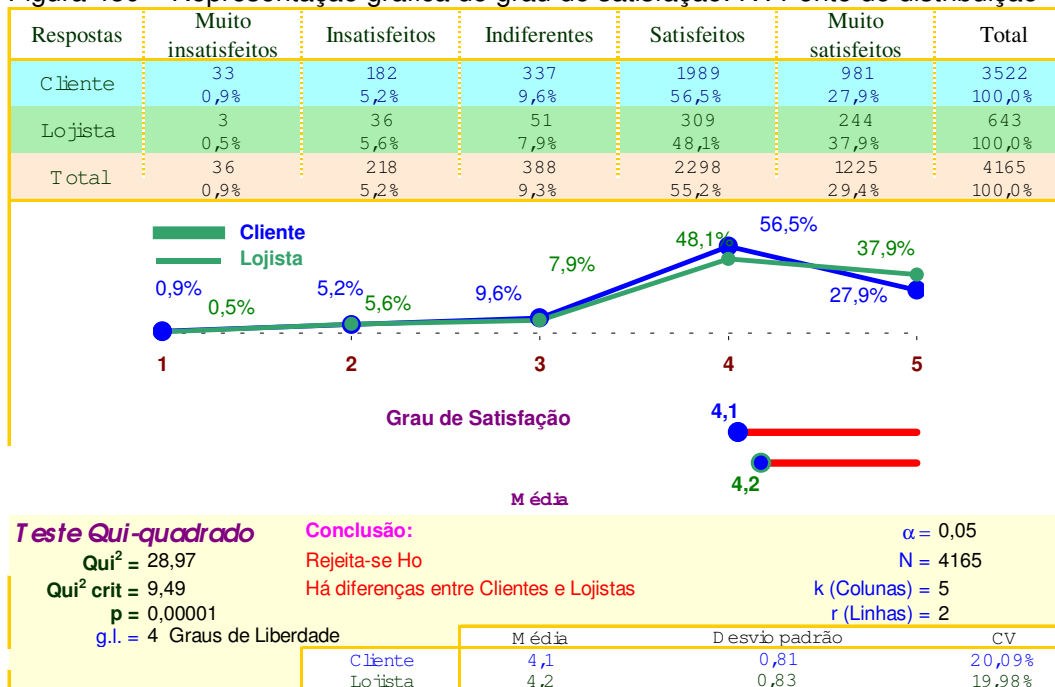 Respostas Muito insatisfeitos Insatisfeitos Indiferentes Satisfeitos Muito satisfeitos Total
Cliente 33 182 337 1989 981 3522
0,9% 5,2% 9,6% 56,5% 27,9% 100,0%
Lojista 3 36 51 309 244 643
0,5% 5,6% 7,9% 48,1% 37,9% 100,0%
Total 36 218 388 2298 1225 4165
0,9% 5,2% 9,3% 55,2% 29,4% 100,0%
Cliente
Lojista
0,9% 0,5% 5,2% 5,6% 9,6% 7,9% 48,1% 56,5% 37,9% 27,9%
1 2 3 4 5
Grau de Satisfação
4,1
4,2
Média
Teste Qui-quadrado Conclusão: α = 0,05
Qui² = 28,97 Rejeita-se Ho N = 4165
Qui² crit = 9,49 Há diferenças entre Clientes e Lojistas k (Colunas) = 5
p = 0,00001 r (Linhas) = 2
g.l. = 4 Graus de Liberdade
Média Desvio padrão CV
Cliente 4,1 0,81 20,09%
Lojista 4,2 0,83 19,98%